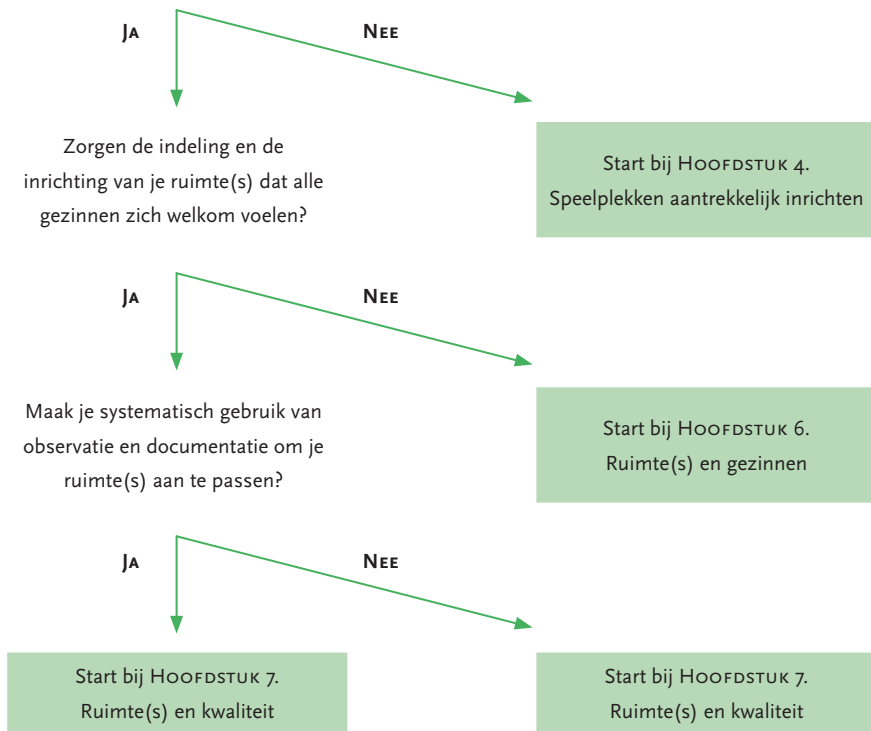 JA
NEE
Zorgen de indeling en de
inrichting van je ruimte(s) dat alle
gezinnen zich welkom voelen?
Start bij HOOFDSTUK 4.
Speelplekken aantrekkelijk inrichten
JA
NEE
Maak je systematisch gebruik van
observatie en documentatie om je
ruimte(s) aan te passen?
Start bij HOOFDSTUK 6.
Ruimte(s) en gezinnen
JA
NEE
Start bij HOOFDSTUK 7.
Ruimte(s) en kwaliteit
Start bij HOOFDSTUK 7.
Ruimte(s) en kwaliteit